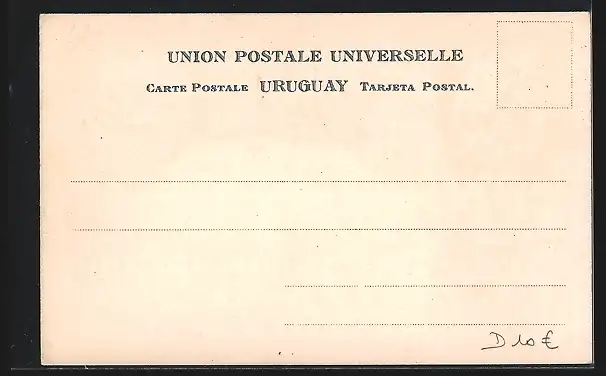 UNION POSTALE UNIVERSELLE
CARTE POSTALE URUGUAY TARJETA POSTAL.
D 10 €